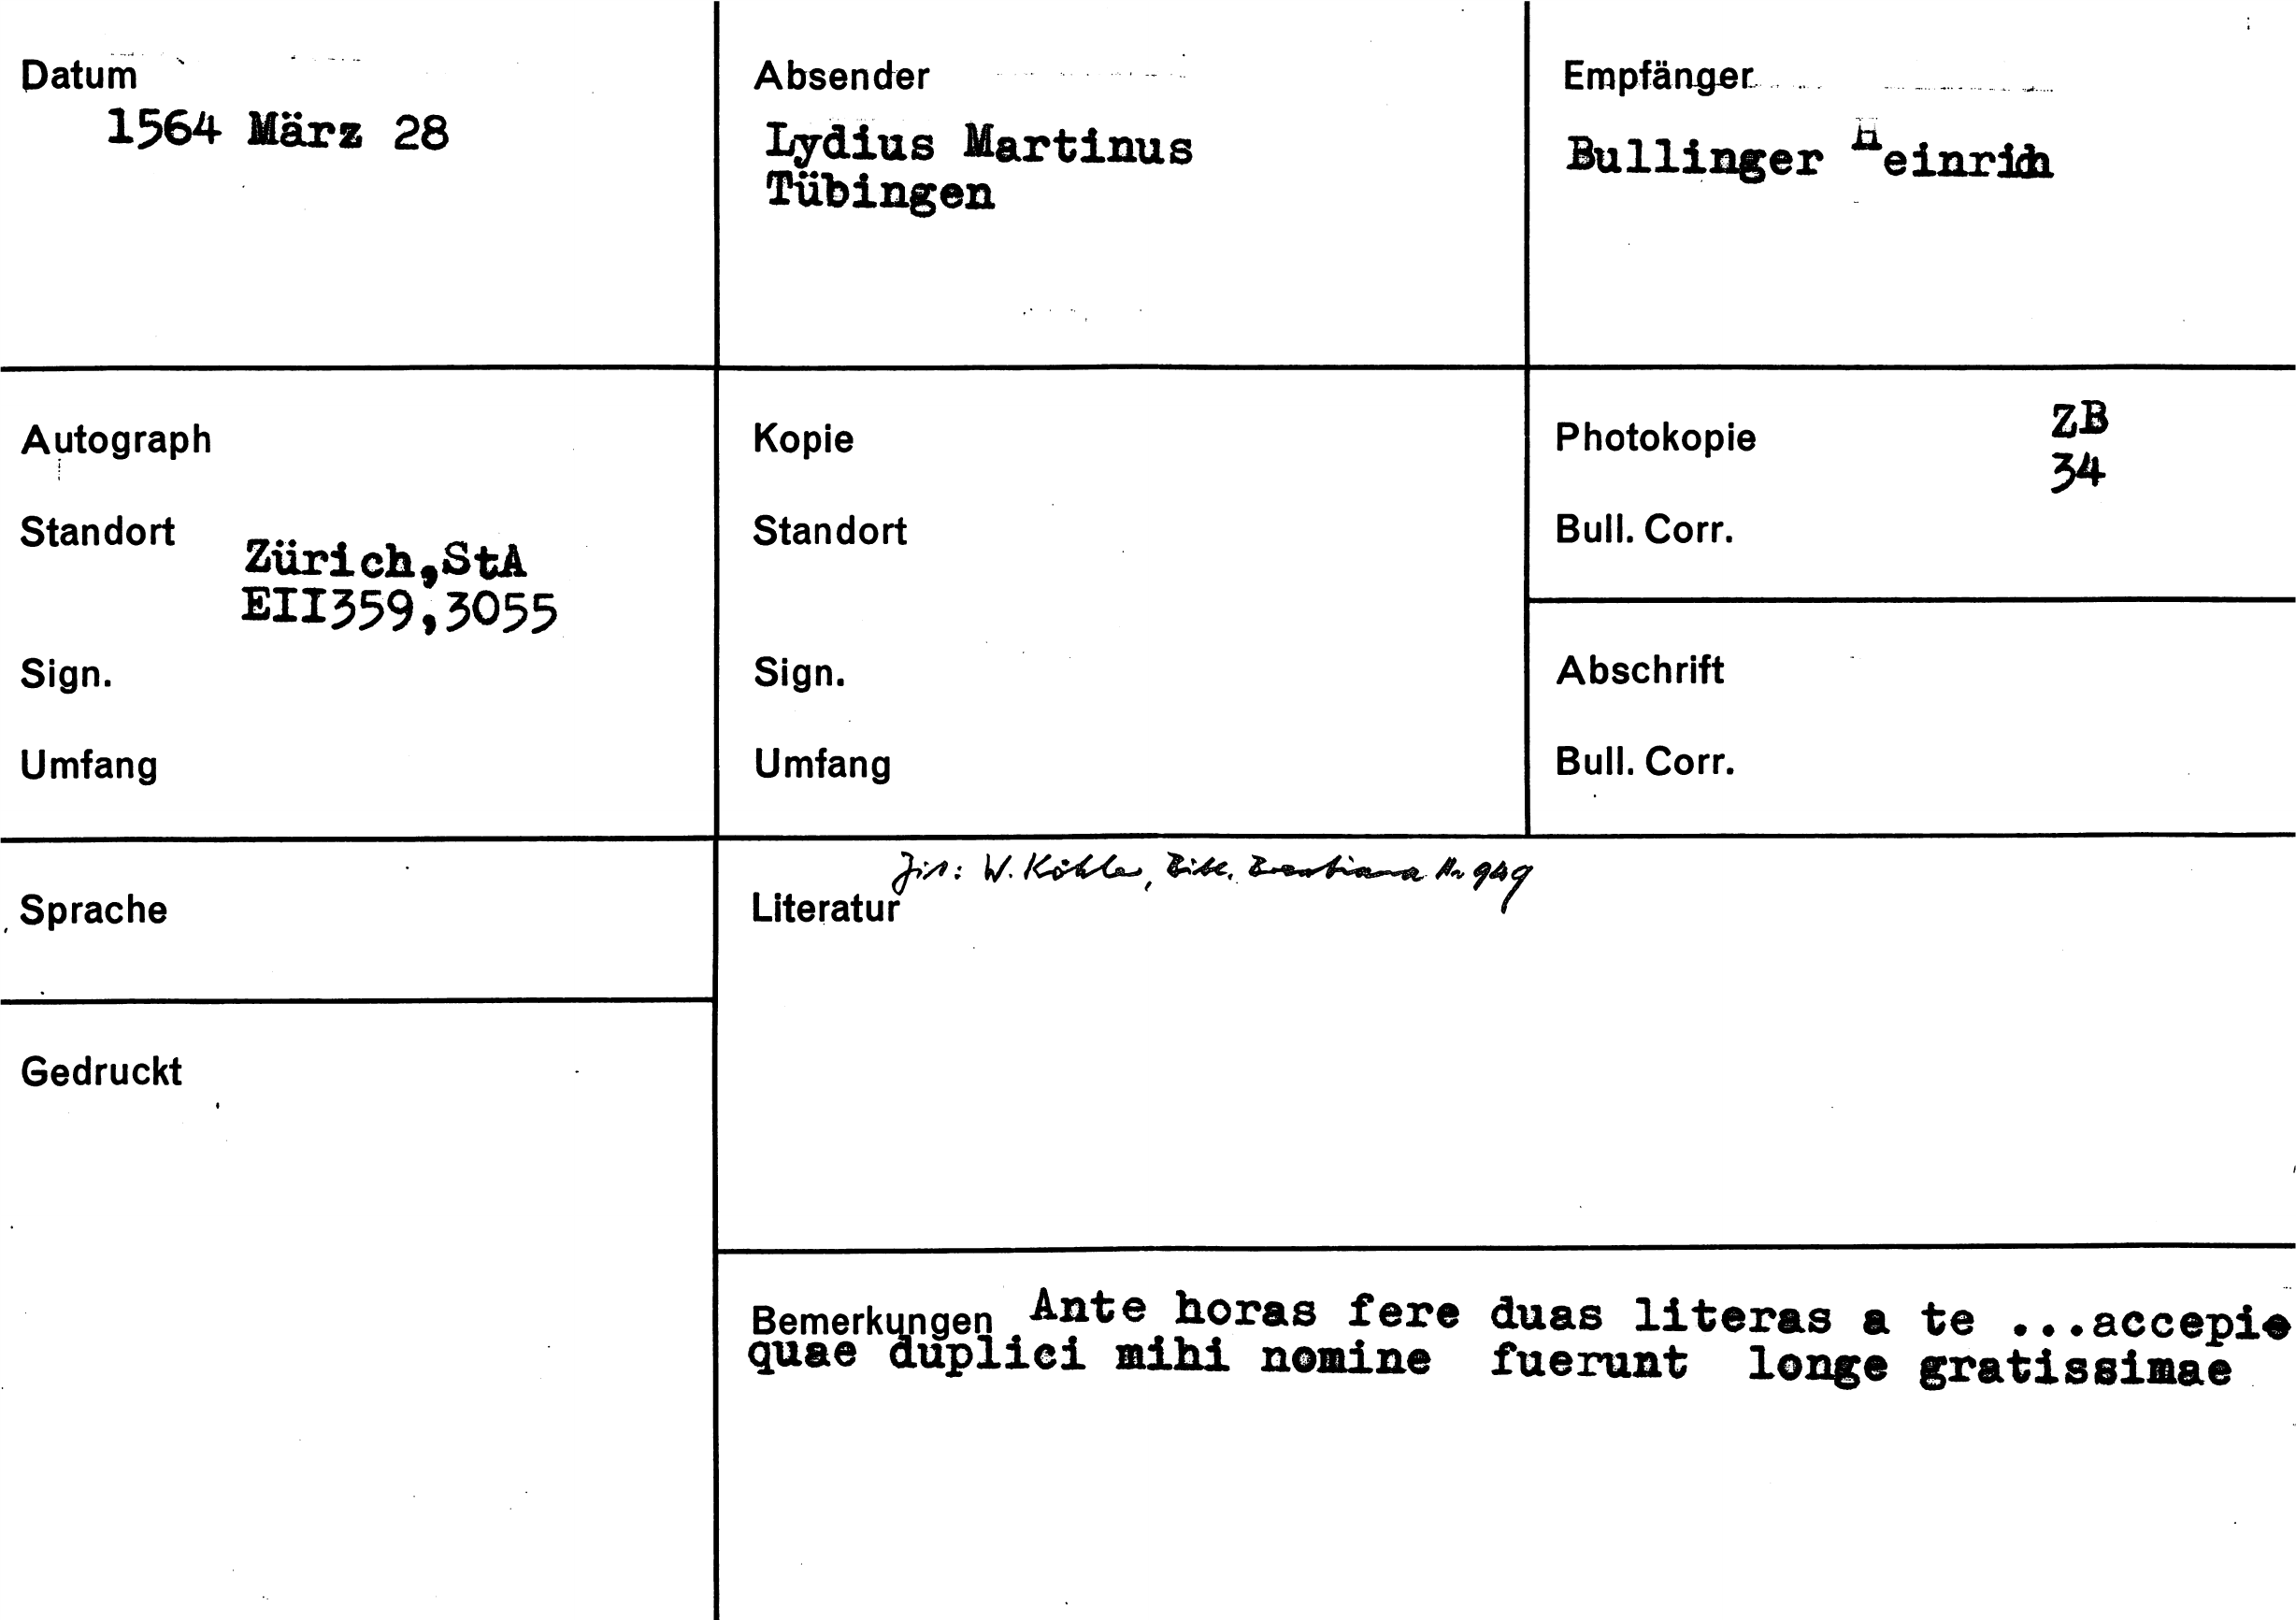 Datum
1564 März 28
Absender
Lydius Martinus
Tübingen
Empfänger
Bullinger Heinrich
Autograph
Standort
Zürich,StA
EII359,3055
Sign.
Umfang
Kopie
Standort
Sign.
Umfang
Photokopie
ZB
34
Bull. Corr.
Abschrift
Bull. Corr.
Sprache
Gedruckt
Zit: W. Köhler, Bibl. Brentiana Nr 949
Literatur
Bemerkungen Ante horas fere duas literas a te ...accepi
quae duplici mihi nomine fuerunt longe gratissimae